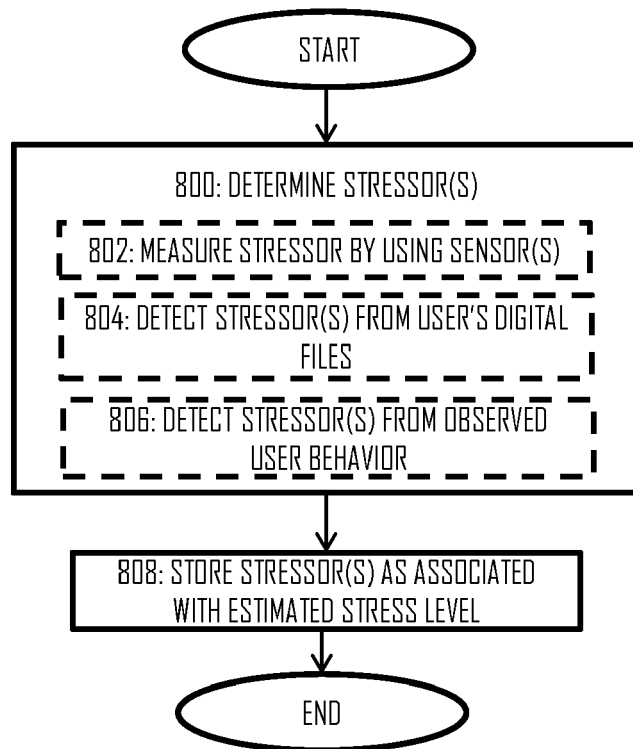 START
800: DETERMINE STRESSOR(S)
802: MEASURE STRESSOR BY USING SENSOR(S)
804: DETECT STRESSOR(S) FROM USER'S DIGITAL
FILES
806: DETECT STRESSOR(S) FROM OBSERVED
USER BEHAVIOR
808: STORE STRESSOR(S) AS ASSOCIATED
WITH ESTIMATED STRESS LEVEL
END